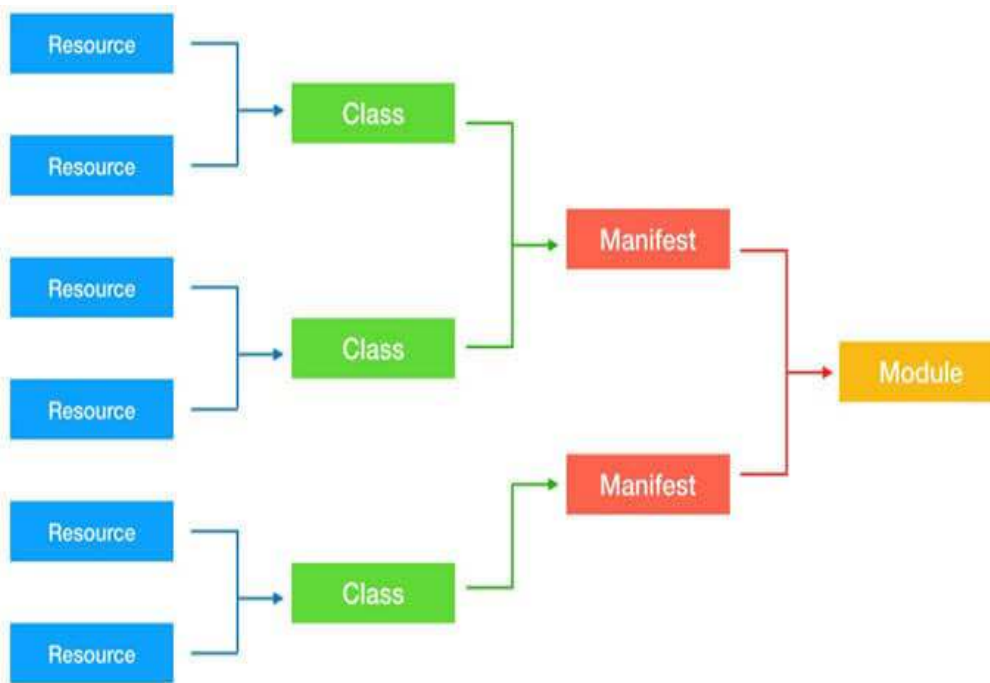 Resource
Resource
Class
Resource
Resource
Class
Manifest
Resource
Resource
Class
Manifest
Module